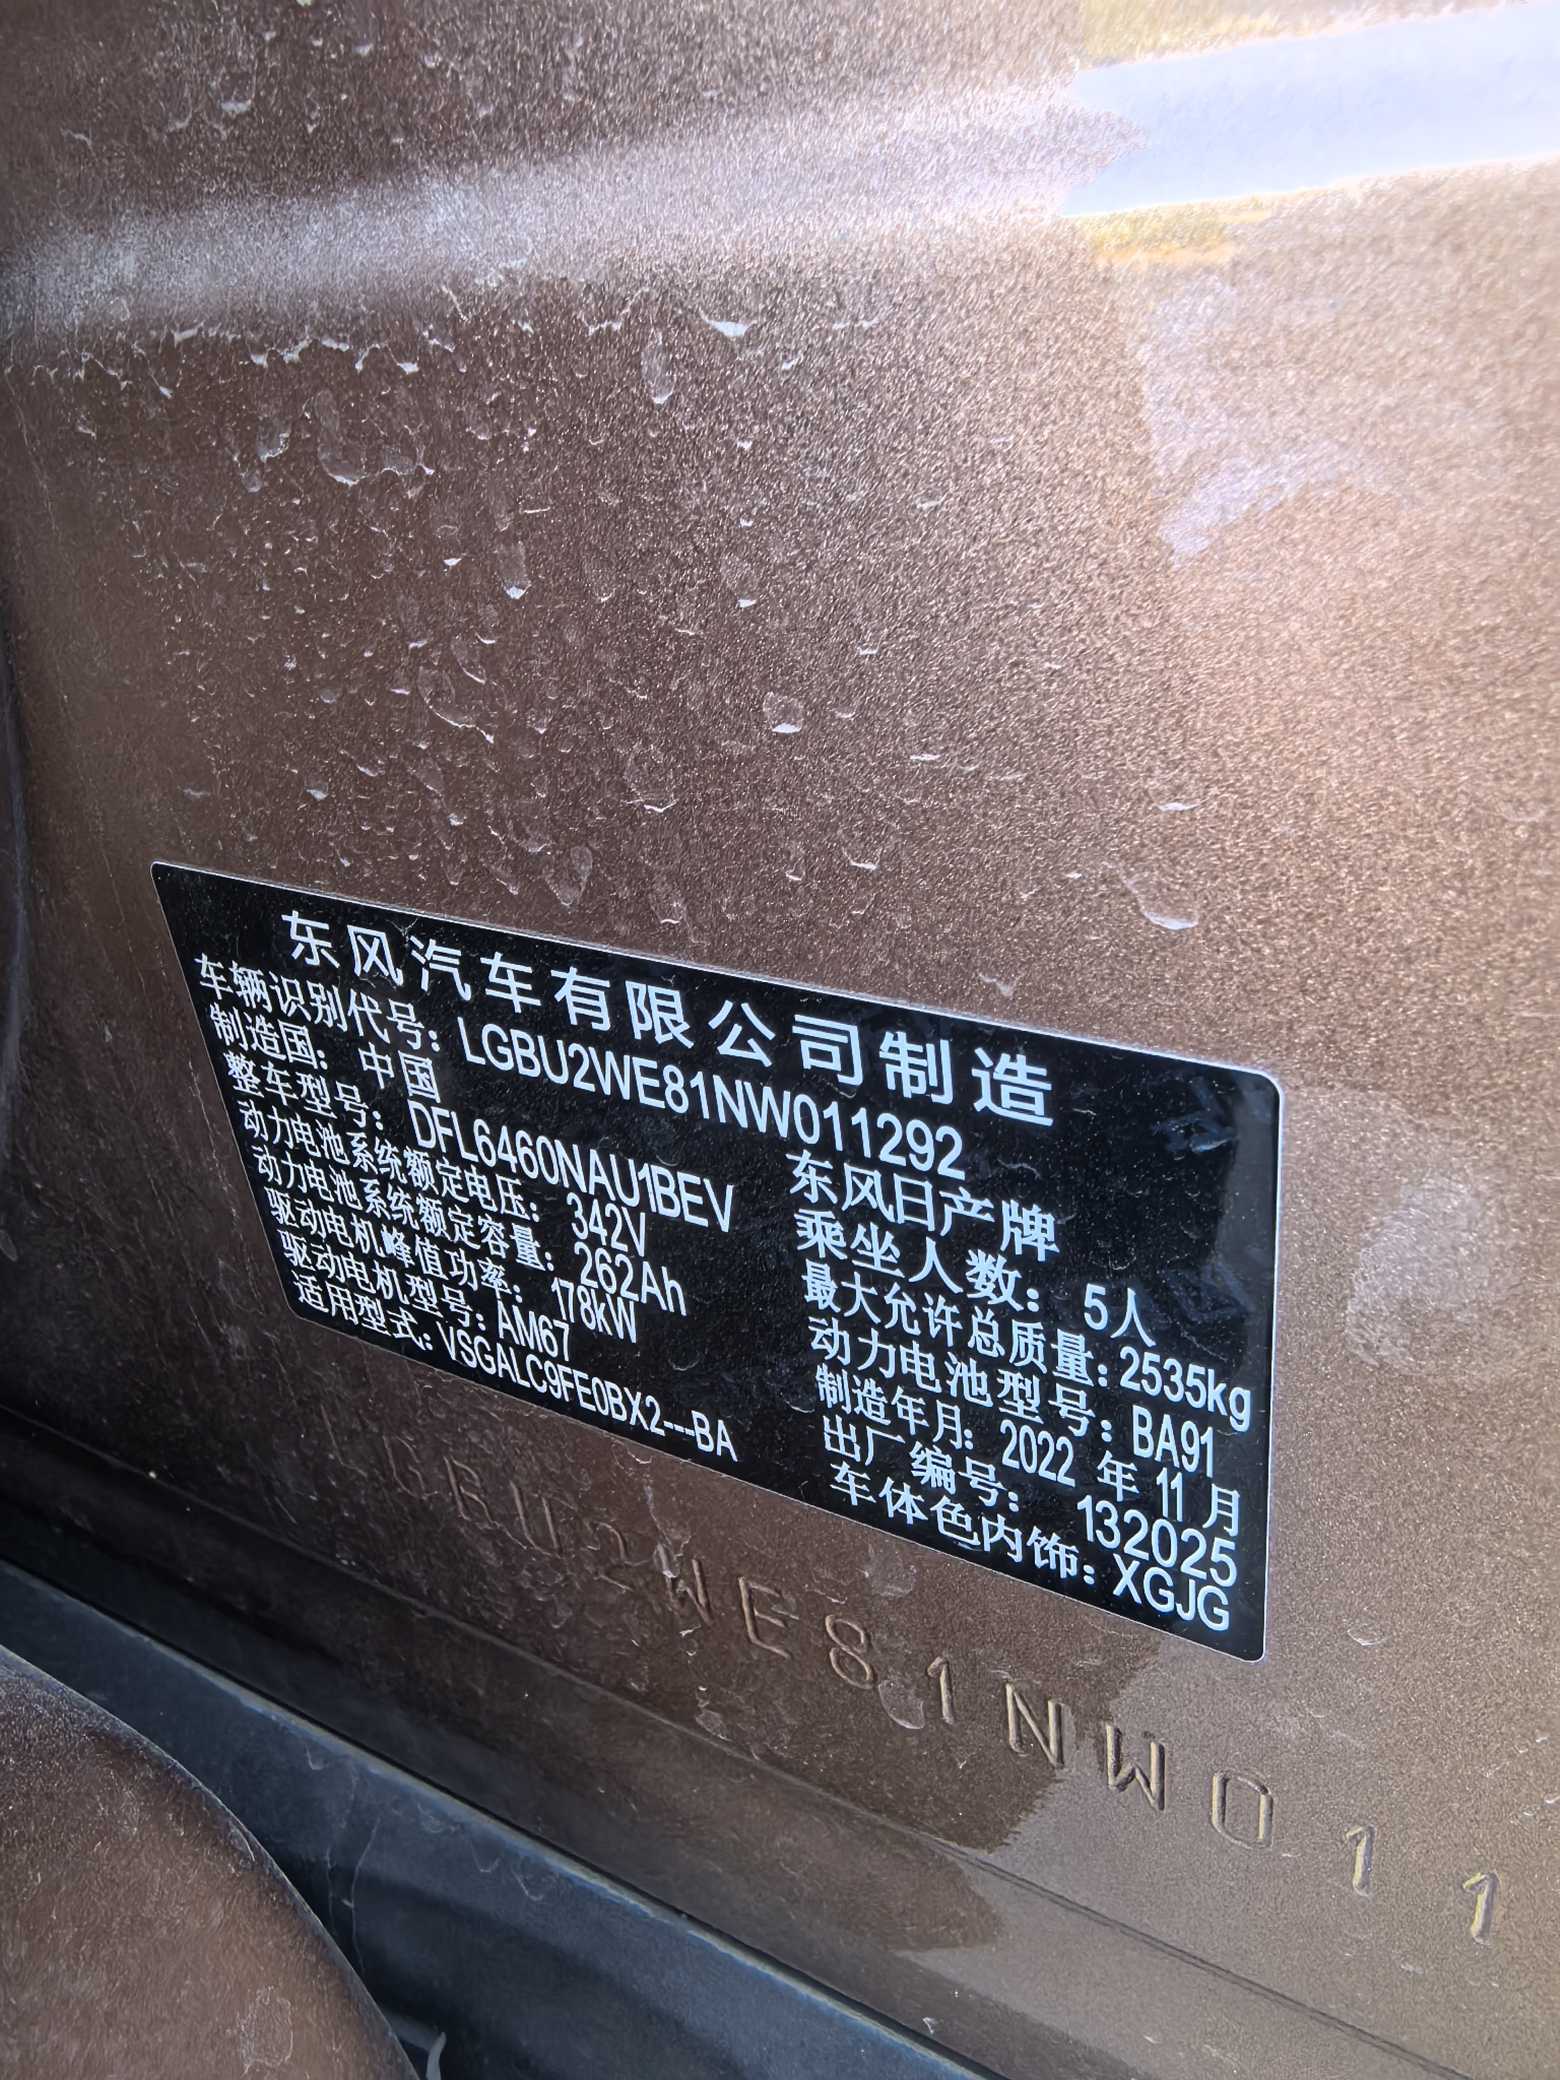 东风汽车有限公司制造
车辆识别代号: LGBU2WE81NW011292
制造国: 中国 东风日产牌
整车型号: DFL6460NAU1BEV 乘坐人数: 5人
动力电池系统额定电压: 342V 最大允许总质量: 2535kg
动力电池系统额定容量: 262Ah 动力电池型号: BA91
驱动电机峰值功率: 178kW 制造年月: 2022 年 11 月
驱动电机型号: AM67 出厂编号: 132025
适用型式: VSGALC9FE0BX2---BA 车体色内饰: XGJG
GBU2WE81NW011